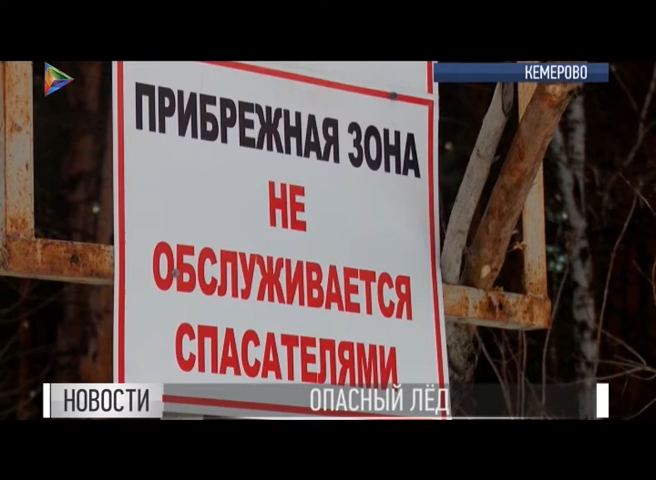 КЕМЕРОВО
ПРИБРЕЖНАЯ ЗОНА
НЕ
ОБСЛУЖИВАЕТСЯ
СПАСАТЕЛЯМИ
НОВОСТИ
ОПАСНЫЙ ЛЁД